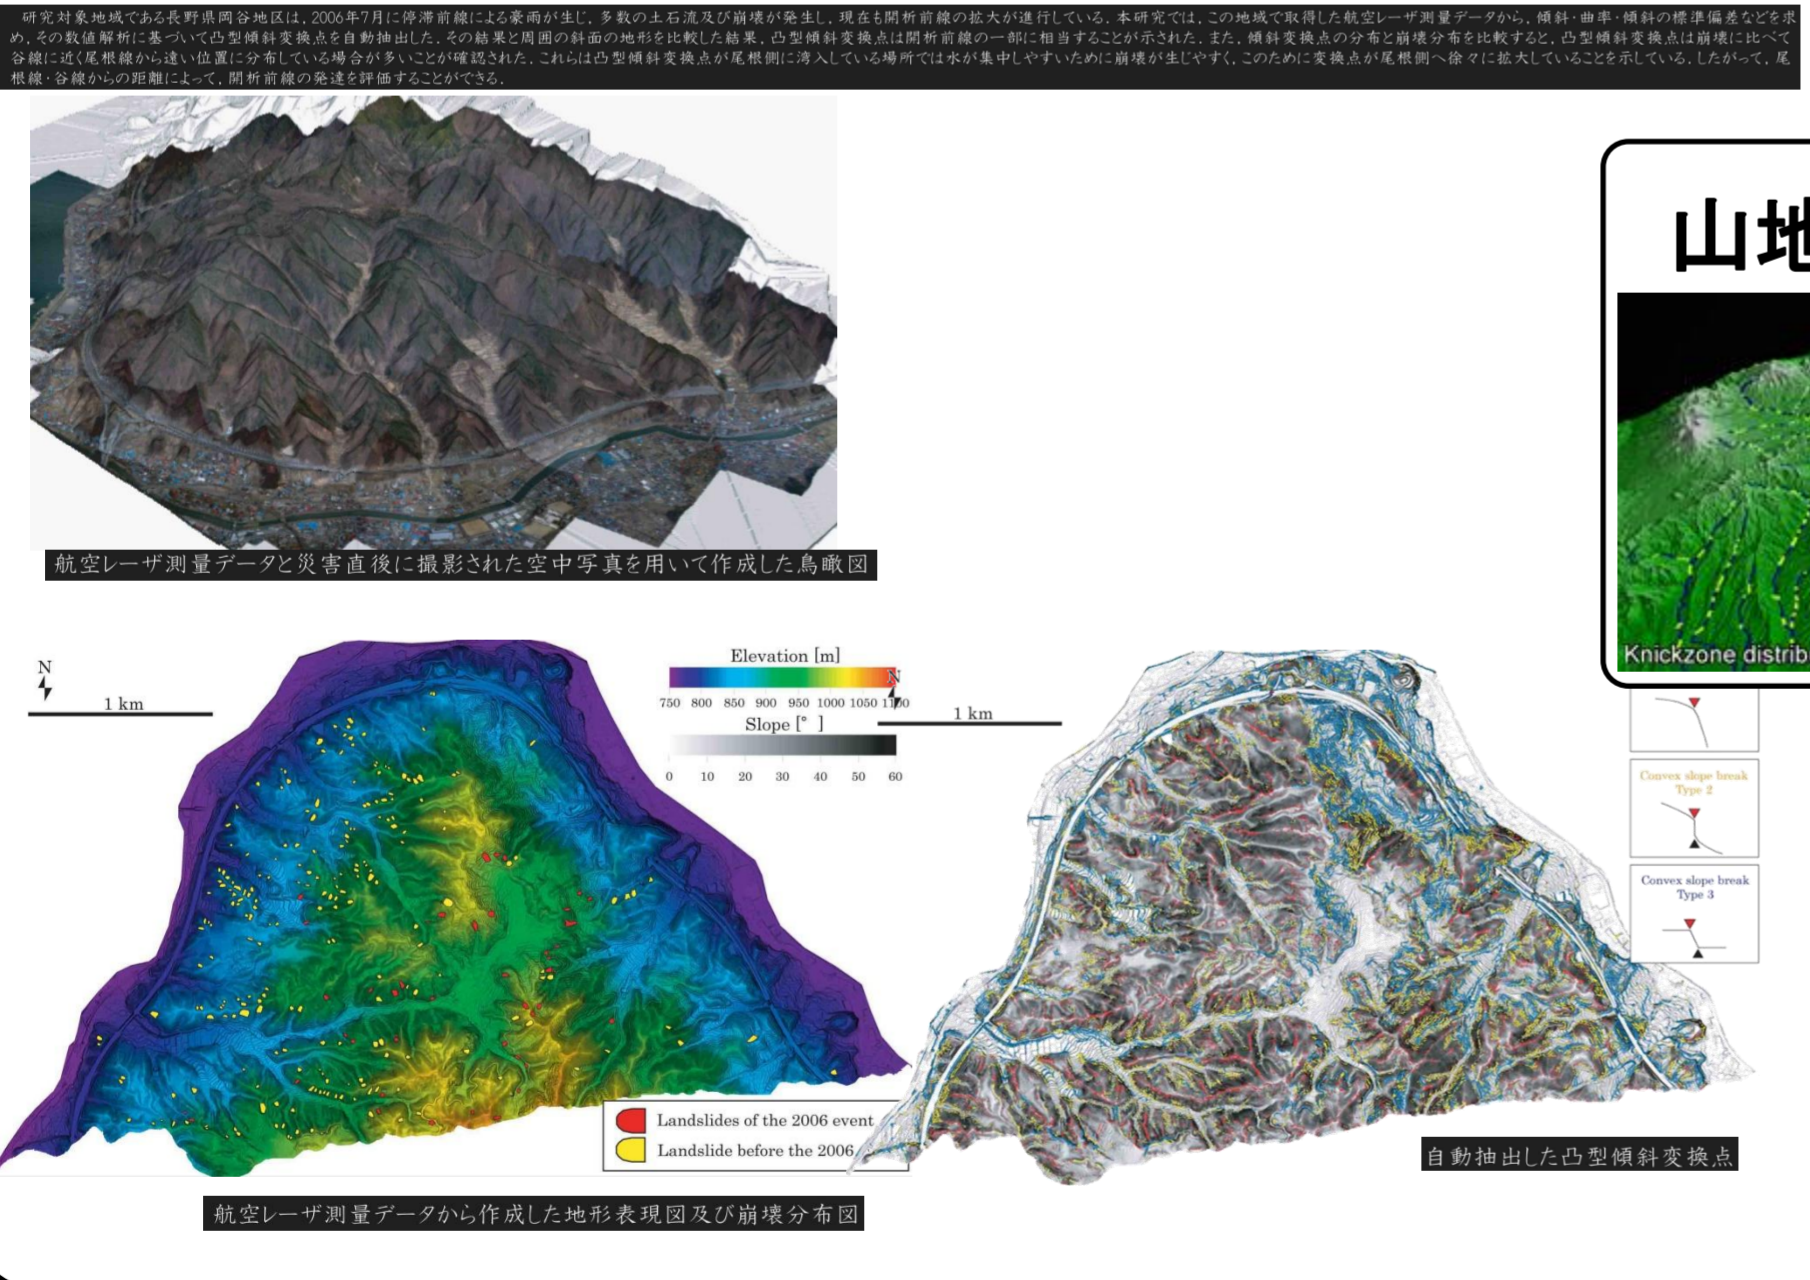 研究対象地域である長野県岡谷地区は，2006年7月に停滞前線による豪雨が生じ，多数の土石流及び崩壊が発生し，現在も開析前線の拡大が進行している．本研究では，この地域で取得した航空レーザ測量データから，傾斜・曲率・傾斜の標準偏差などを求
め，その数値解析に基づいて凸型傾斜変換点を自動抽出した．その結果と周囲の斜面の地形を比較した結果，凸型傾斜変換点は開析前線の一部に相当することが示された．また，傾斜変換点の分布と崩壊分布を比較すると，凸型傾斜変換点は崩壊に比べて
谷線に近く尾根線から遠い位置に分布している場合が多いことが確認された．これらは凸型傾斜変換点が尾根側に湾入している場所では水が集中しやすいために崩壊が生じやすく，このために変換点が尾根側へ徐々に拡大していることを示している．したがって，尾
根線・谷線からの距離によって，開析前線の発達を評価することができる．
山地
Knickzone distrib
航空レーザ測量データと災害直後に撮影された空中写真を用いて作成した鳥瞰図
N
1 km
Elevation [m]
750 800 850 900 950 1000 1050 1100
Slope [° ]
0 10 20 30 40 50 60
N
1 km
Convex slope break
Type 2
Convex slope break
Type 3
Landslides of the 2006 event
Landslide before the 2006
自動抽出した凸型傾斜変換点
航空レーザ測量データから作成した地形表現図及び崩壊分布図